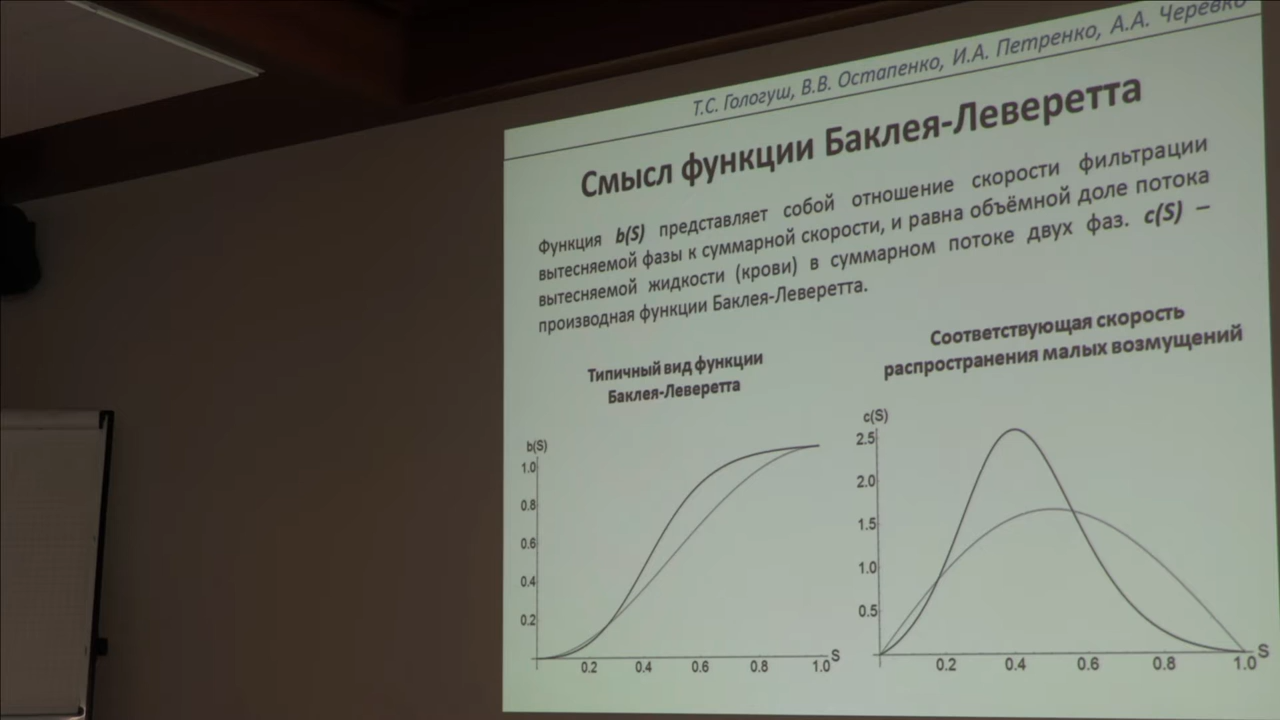 Т.С. Гологуш, В.В. Остапенко, И.А. Петренко, А.А. Черевко
Смысл функции Баклея-Леверетта
Функция b(S) представляет собой отношение скорости фильтрации
вытесняемой фазы к суммарной скорости, и равна объёмной доле потока
вытесняемой жидкости (крови) в суммарном потоке двух фаз. c(S) –
производная функции Баклея-Леверетта.
Типичный вид функции
Баклея-Леверетта
b(S)
1.0
0.8
0.6
0.4
0.2
0.2 0.4 0.6 0.8 1.0 S
Соответствующая скорость
распространения малых возмущений
c(S)
2.5
2.0
1.5
1.0
0.5
0.2 0.4 0.6 0.8 1.0 S